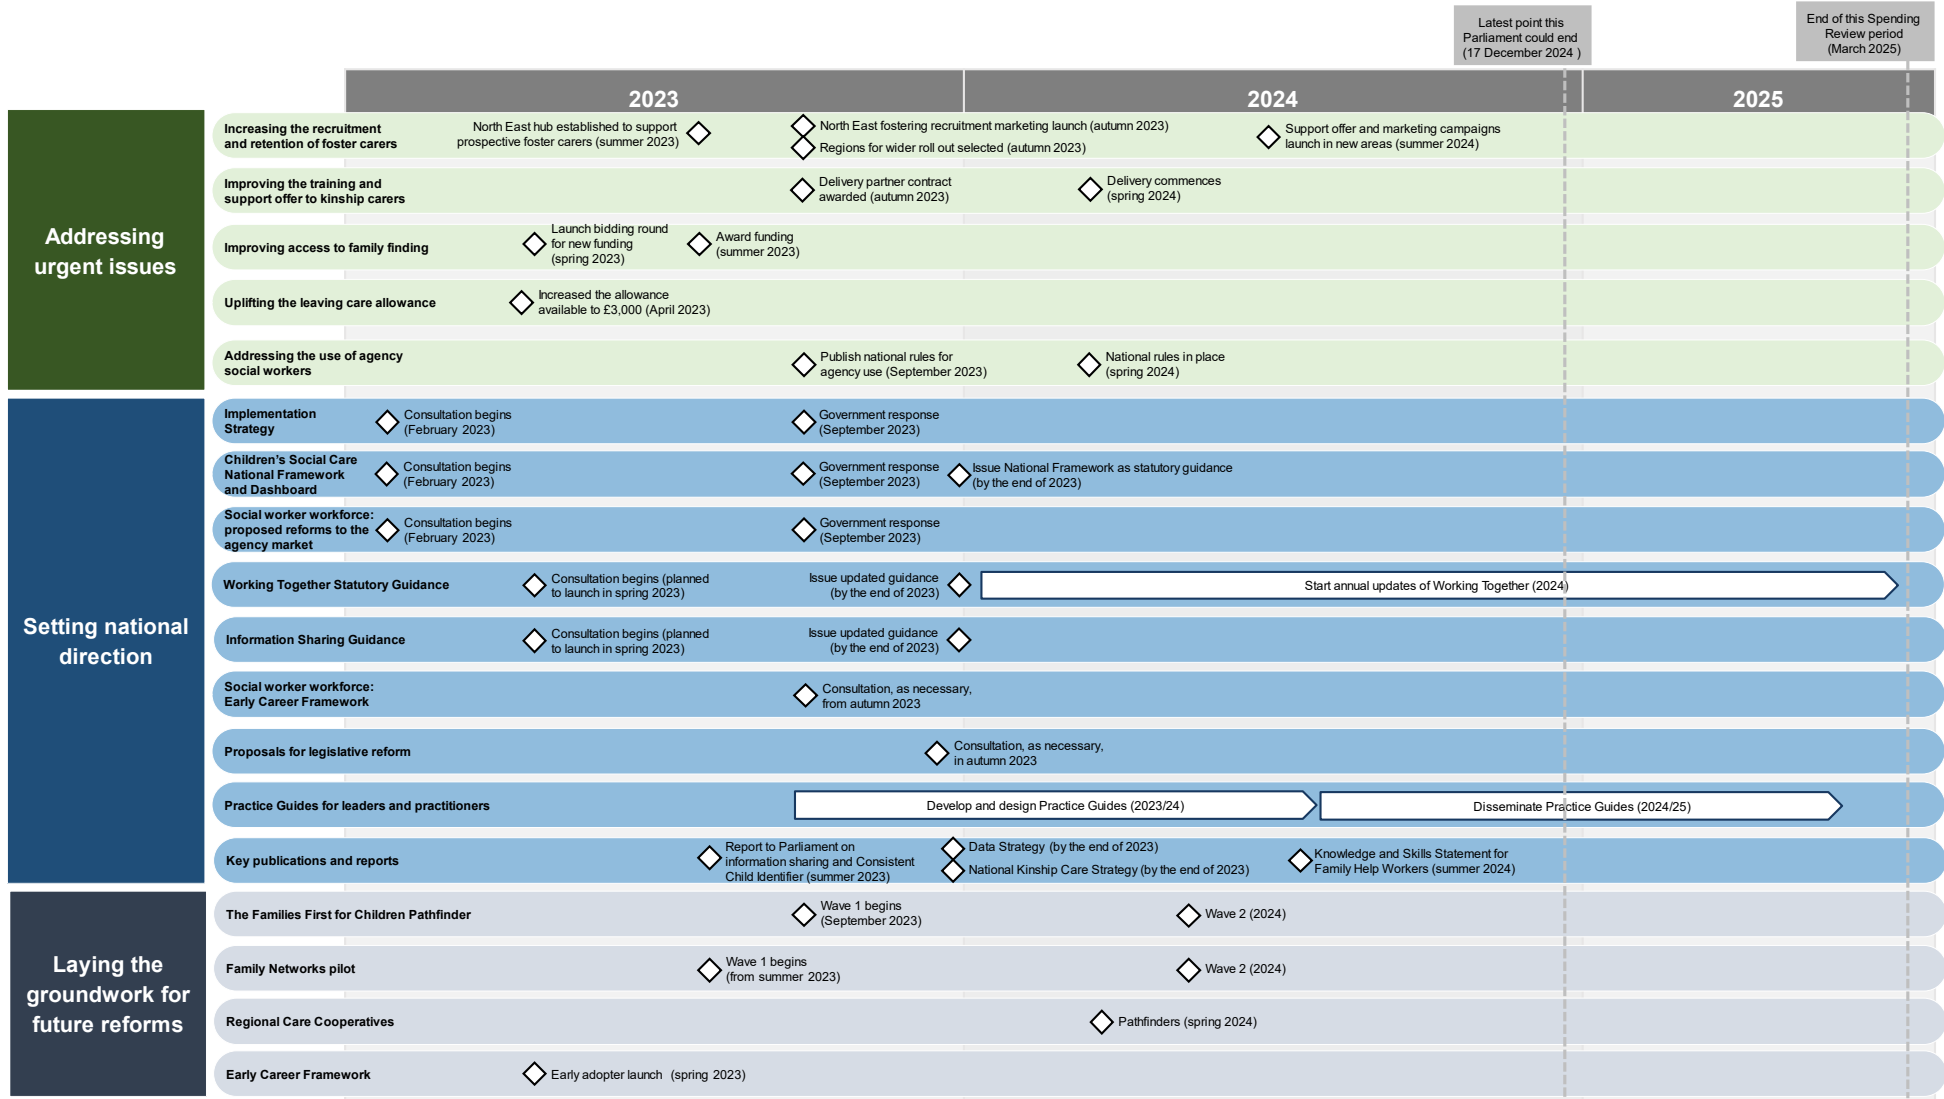 Latest point this
Parliament could end
(17 December 2024 )
End of this Spending
Review period
(March 2025)
2023
2024
2025
Addressing
urgent issues
Increasing the recruitment
and retention of foster carers
North East hub established to support
prospective foster carers (summer 2023)
North East fostering recruitment marketing launch (autumn 2023)
Regions for wider roll out selected (autumn 2023)
Support offer and marketing campaigns
launch in new areas (summer 2024)
Improving the training and
support offer to kinship carers
Delivery partner contract
awarded (autumn 2023)
Delivery commences
(spring 2024)
Improving access to family finding
Launch bidding round
for new funding
(spring 2023)
Award funding
(summer 2023)
Uplifting the leaving care allowance
Increased the allowance
available to £3,000 (April 2023)
Addressing the use of agency
social workers
Publish national rules for
agency use (September 2023)
National rules in place
(spring 2024)
Setting national
direction
Implementation
Strategy
Consultation begins
(February 2023)
Government response
(September 2023)
Children's Social Care
National Framework
and Dashboard
Consultation begins
(February 2023)
Government response
(September 2023)
Issue National Framework as statutory guidance
(by the end of 2023)
Social worker workforce:
proposed reforms to the
agency market
Consultation begins
(February 2023)
Government response
(September 2023)
Working Together Statutory Guidance
Consultation begins (planned
to launch in spring 2023)
Issue updated guidance
(by the end of 2023)
Start annual updates of Working Together (2024)
Information Sharing Guidance
Consultation begins (planned
to launch in spring 2023)
Issue updated guidance
(by the end of 2023)
Social worker workforce:
Early Career Framework
Consultation, as necessary,
from autumn 2023
Proposals for legislative reform
Consultation, as necessary,
in autumn 2023
Practice Guides for leaders and practitioners
Develop and design Practice Guides (2023/24)
Disseminate Practice Guides (2024/25)
Key publications and reports
Report to Parliament on
information sharing and Consistent
Child Identifier (summer 2023)
Data Strategy (by the end of 2023)
National Kinship Care Strategy (by the end of 2023)
Knowledge and Skills Statement for
Family Help Workers (summer 2024)
Laying the
groundwork for
future reforms
The Families First for Children Pathfinder
Wave 1 begins
(September 2023)
Wave 2 (2024)
Family Networks pilot
Wave 1 begins
(from summer 2023)
Wave 2 (2024)
Regional Care Cooperatives
Pathfinders (spring 2024)
Early Career Framework
Early adopter launch (spring 2023)